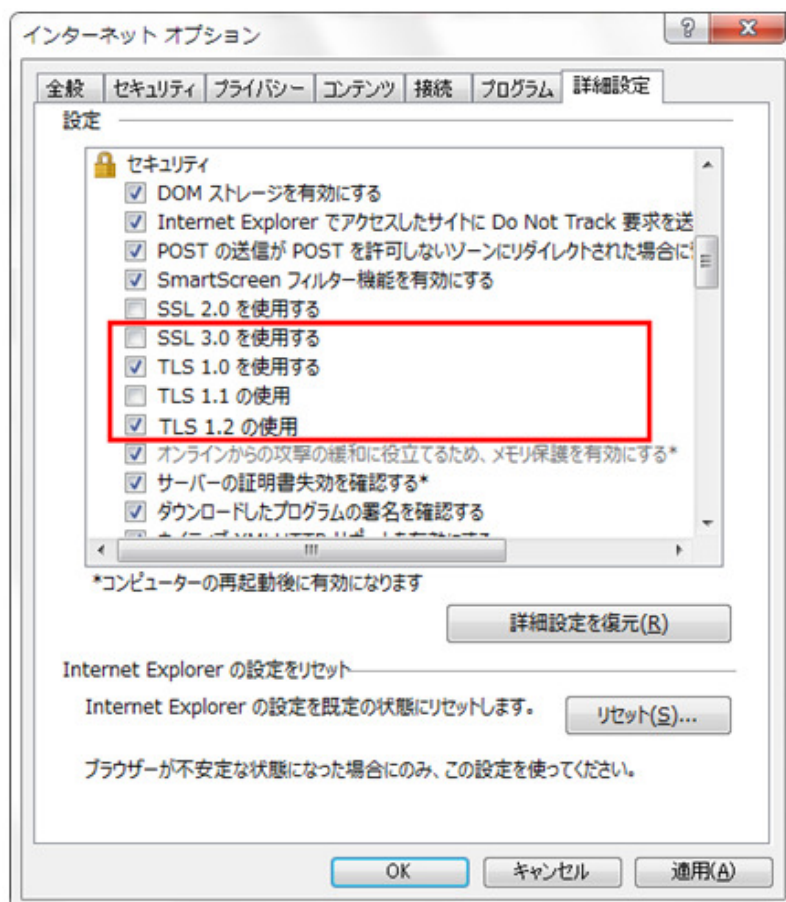 インターネット オプション
全般 セキュリティ プライバシー コンテンツ 接続 プログラム 詳細設定
設定
セキュリティ
DOM ストレージを有効にする
Internet Explorer でアクセスしたサイトに Do Not Track 要求を送
POST の送信が POST を許可しないゾーンにリダイレクトされた場合に
SmartScreen フィルター機能を有効にする
SSL 2.0 を使用する
SSL 3.0 を使用する
TLS 1.0 を使用する
TLS 1.1 の使用
TLS 1.2 の使用
オンラインからの攻撃の緩和に役立てるため、メモリ保護を有効にする*
サーバーの証明書失効を確認する*
ダウンロードしたプログラムの署名を確認する
*コンピューターの再起動後に有効になります
詳細設定を復元(R)
Internet Explorer の設定をリセット
Internet Explorer の設定を既定の状態にリセットします。
リセット(S)...
ブラウザーが不安定な状態になった場合にのみ、この設定を使ってください。
OK キャンセル 適用(A)